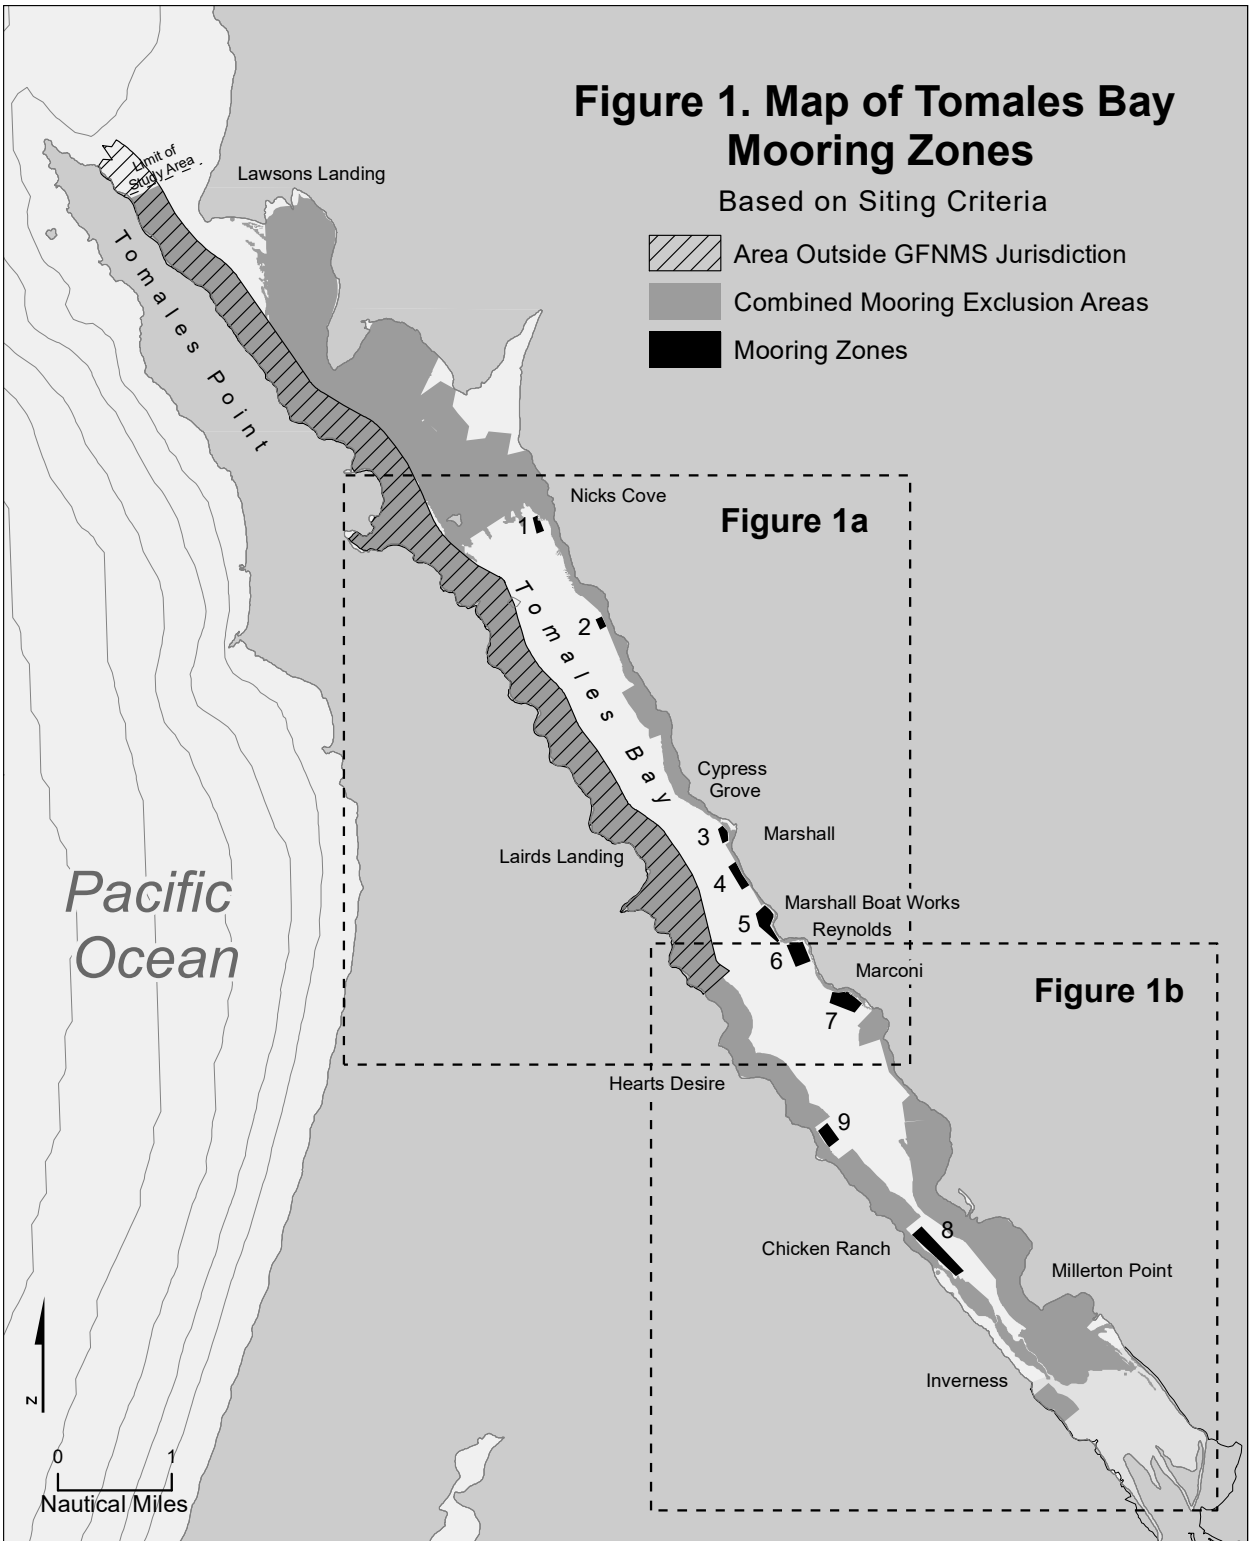 Figure 1. Map of Tomales Bay
Mooring Zones
Based on Siting Criteria
Area Outside GFNMS Jurisdiction
Combined Mooring Exclusion Areas
Mooring Zones
Limit of
Study Area
Lawsons Landing
Tomales Point
Nicks Cove
Figure 1a
1
Tomales Bay
2
Cypress
Grove
3
Marshall
Lairds Landing
4
Marshall Boat Works
5
Reynolds
Pacific
Ocean
6
Marconi
Figure 1b
7
Hearts Desire
9
8
Chicken Ranch
Millerton Point
Inverness
N
0 1
Nautical Miles